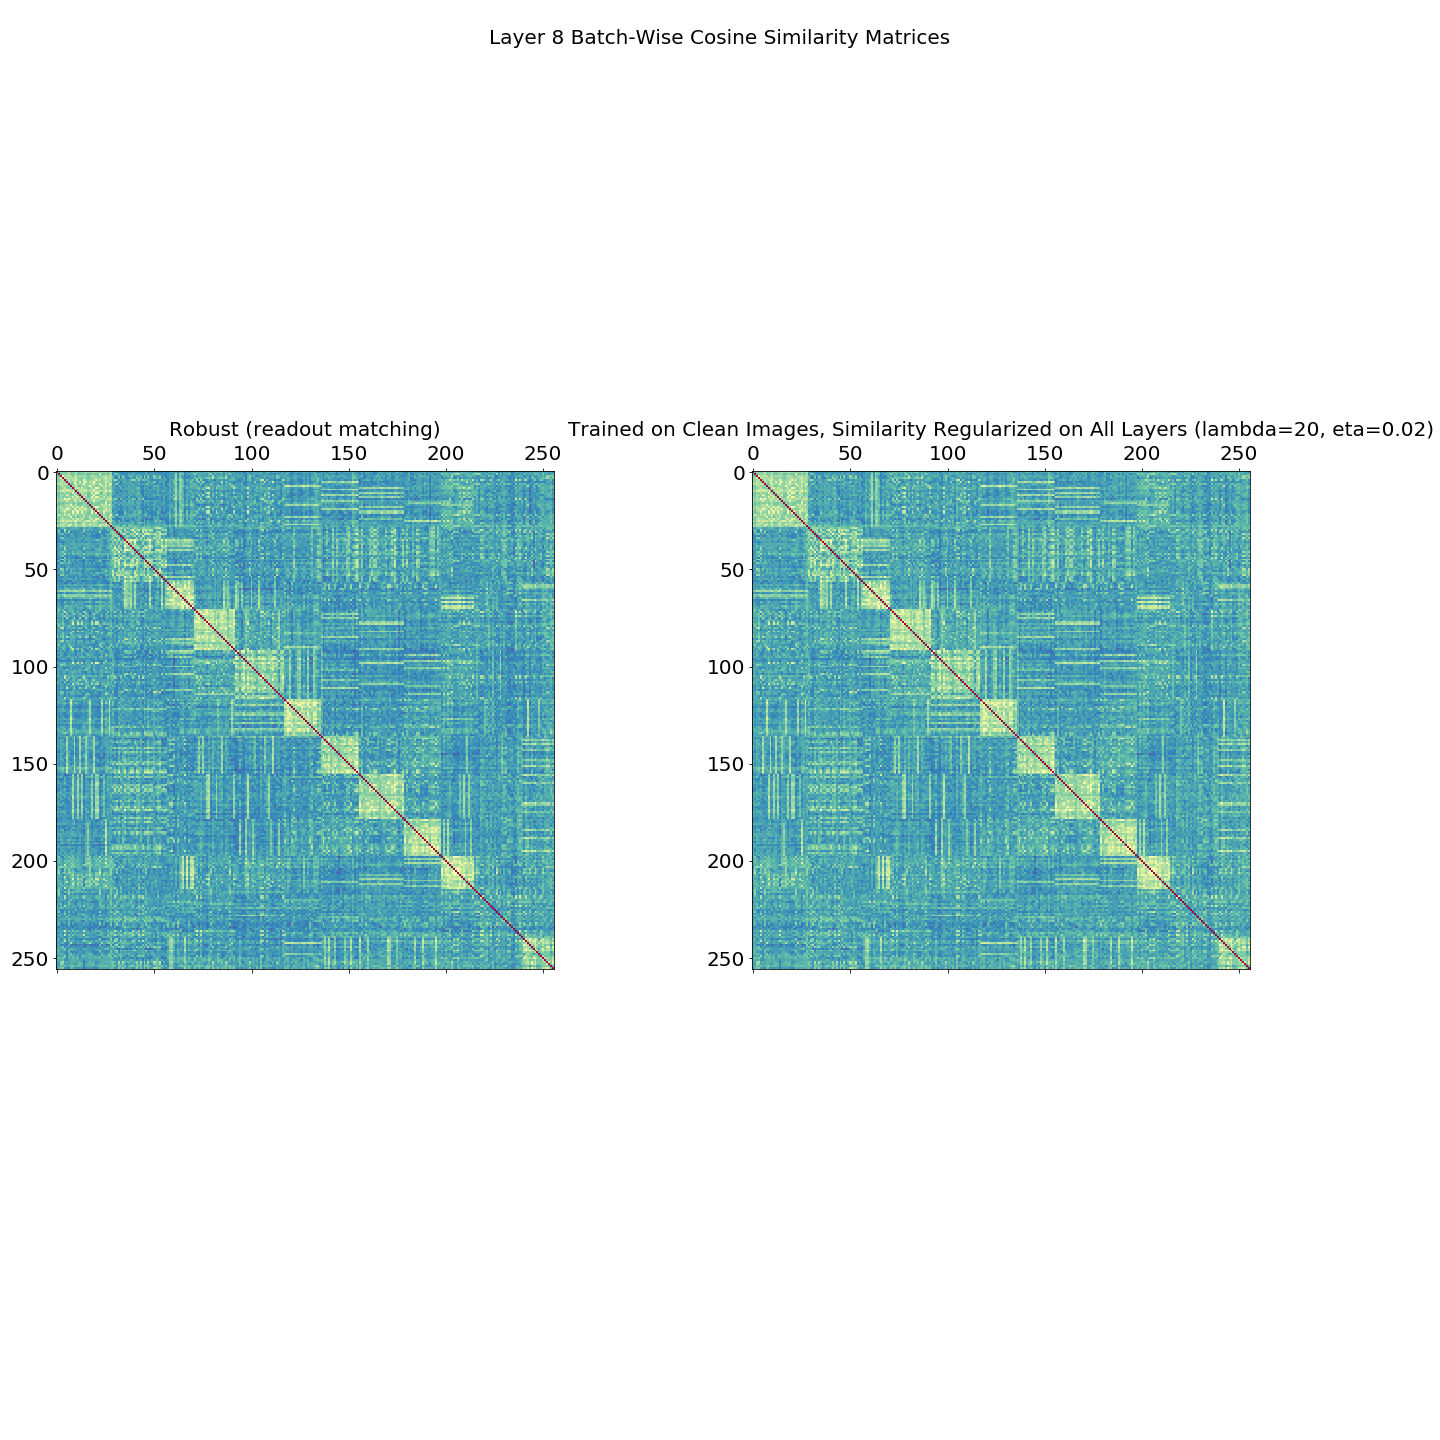 Layer 8 Batch-Wise Cosine Similarity Matrices
Robust (readout matching)
Trained on Clean Images, Similarity Regularized on All Layers (lambda=20, eta=0.02)
0 50 100 150 200 250
0 50 100 150 200 250
0
50
100
150
200
250
0
50
100
150
200
250